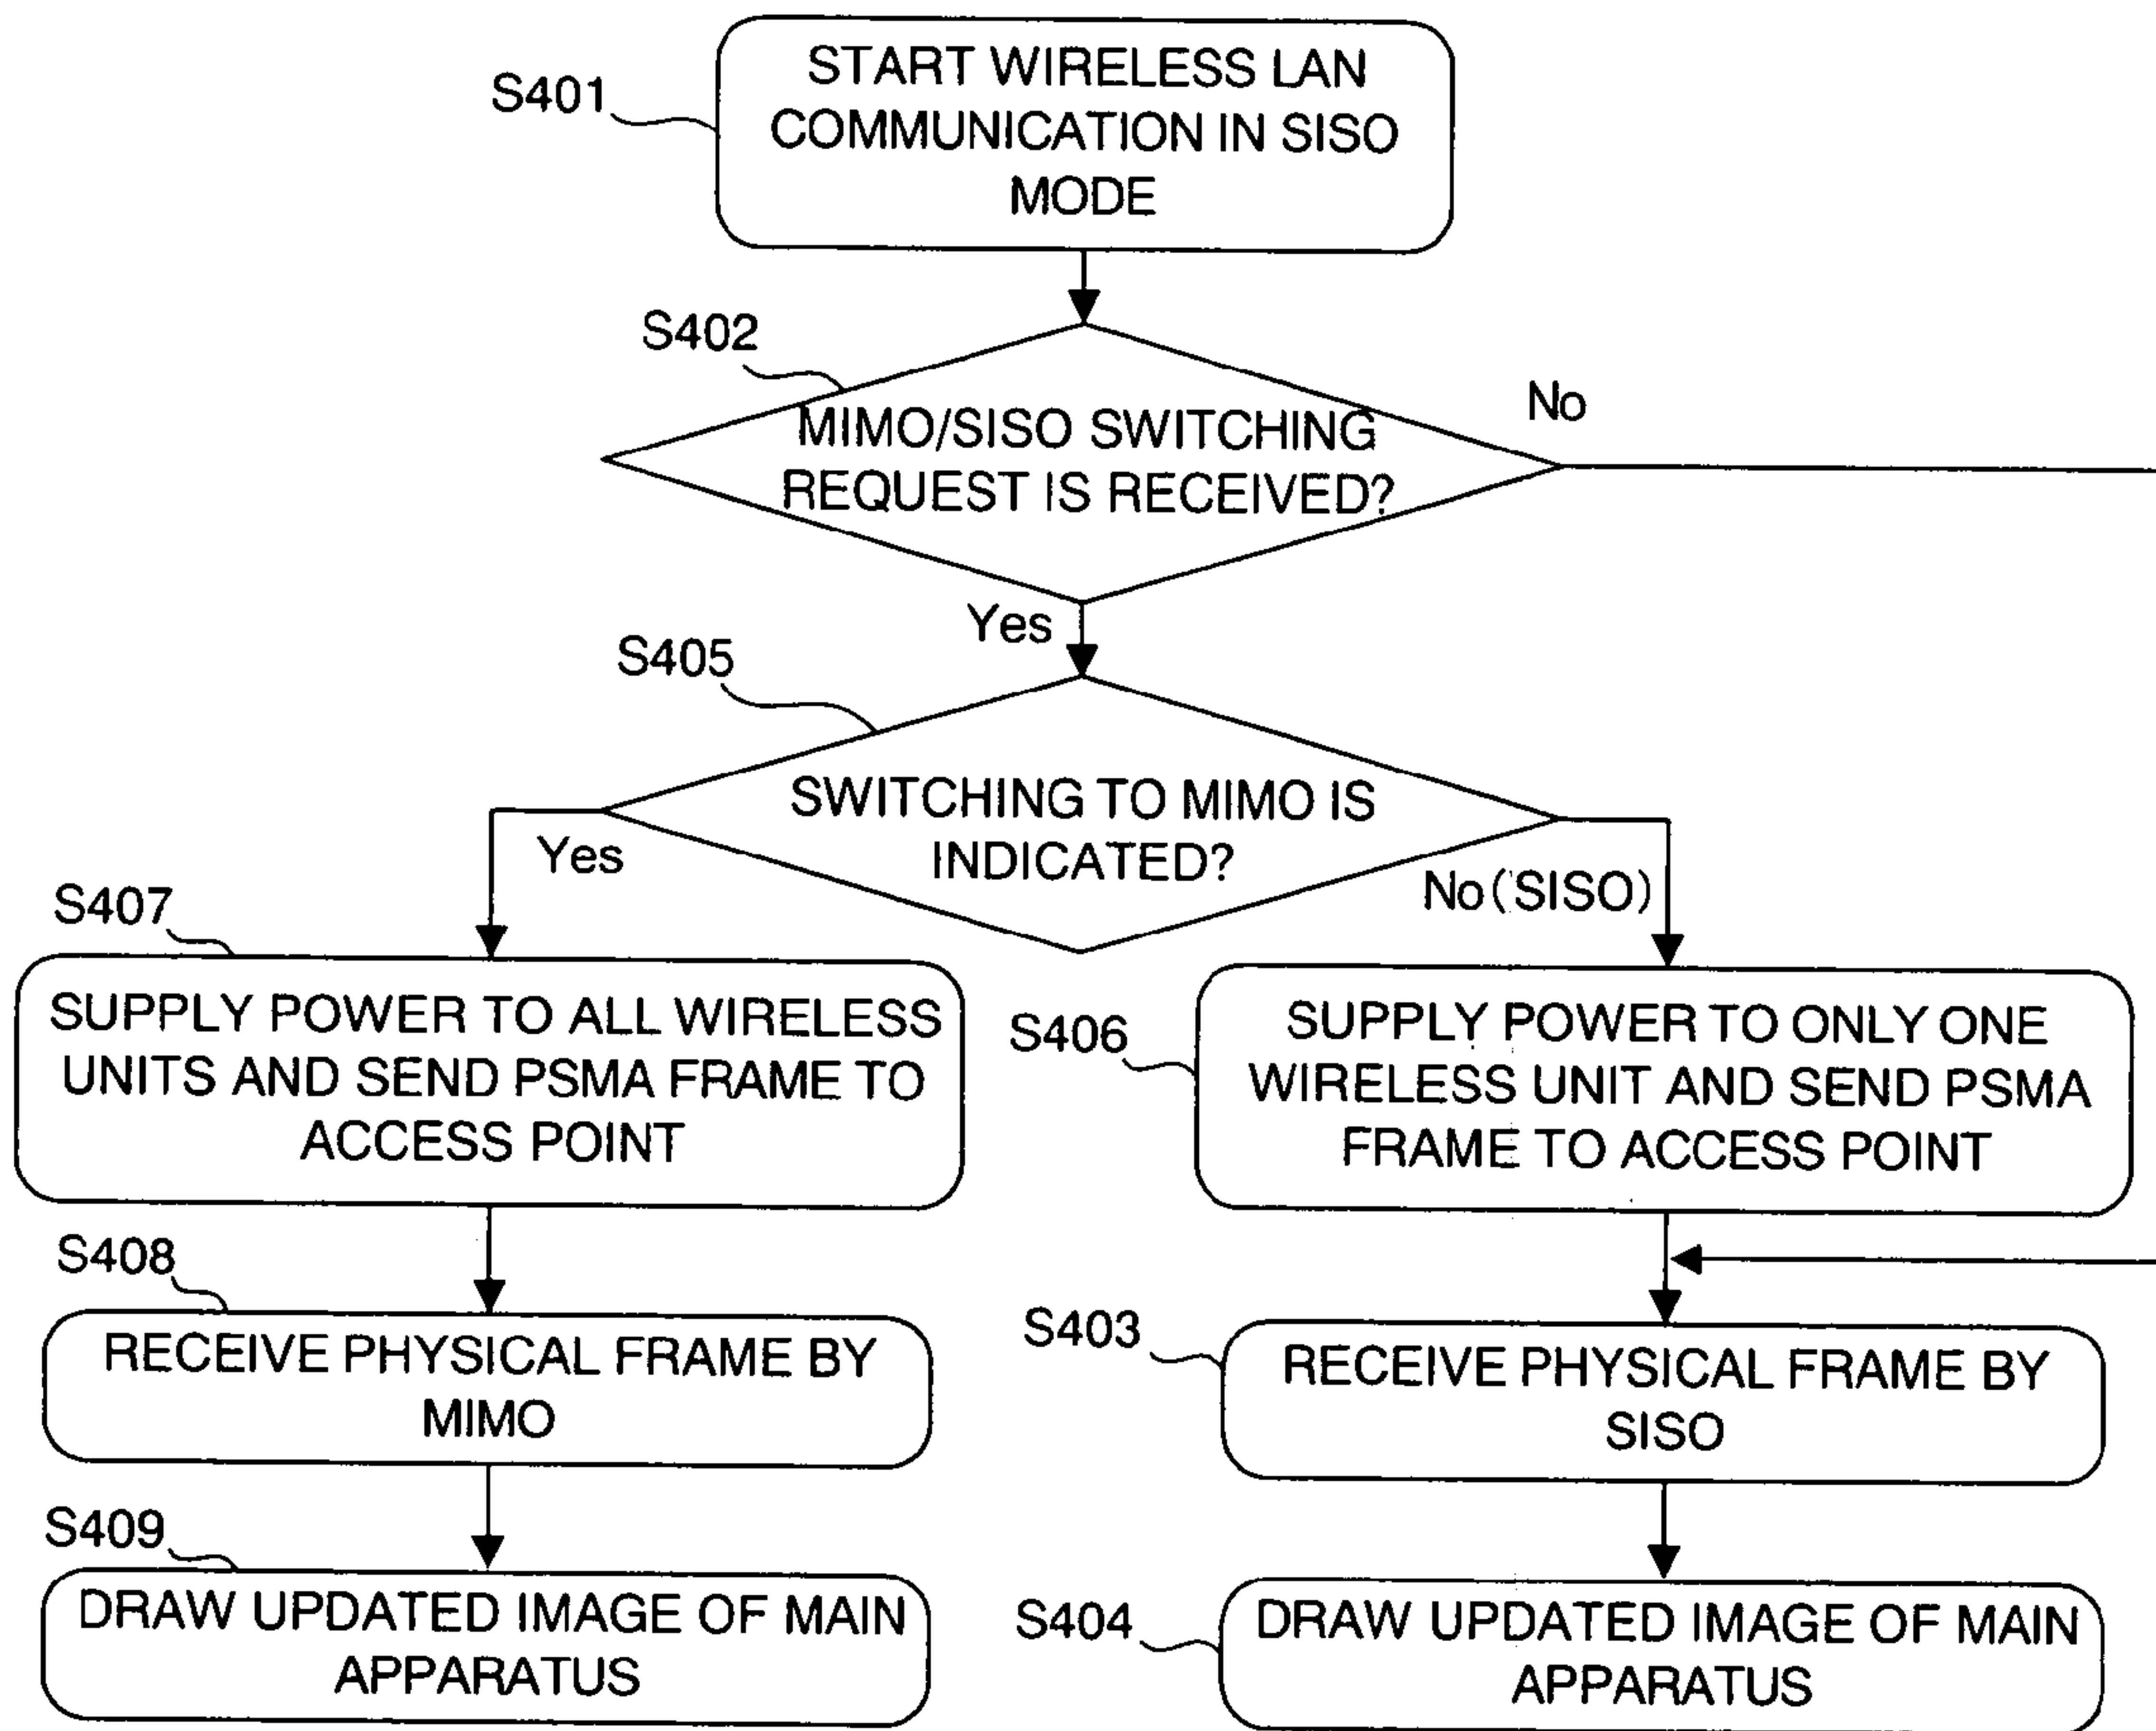 S401
START WIRELESS LAN
COMMUNICATION IN SISO
MODE
S402
MIMO/SISO SWITCHING
REQUEST IS RECEIVED?
No
Yes
S405
SWITCHING TO MIMO IS
INDICATED?
Yes
No (SISO)
S407
SUPPLY POWER TO ALL WIRELESS
UNITS AND SEND PSMA FRAME TO
ACCESS POINT
S406
SUPPLY POWER TO ONLY ONE
WIRELESS UNIT AND SEND PSMA
FRAME TO ACCESS POINT
S408
RECEIVE PHYSICAL FRAME BY
MIMO
S403
RECEIVE PHYSICAL FRAME BY
SISO
S409
DRAW UPDATED IMAGE OF MAIN
APPARATUS
S404
DRAW UPDATED IMAGE OF MAIN
APPARATUS